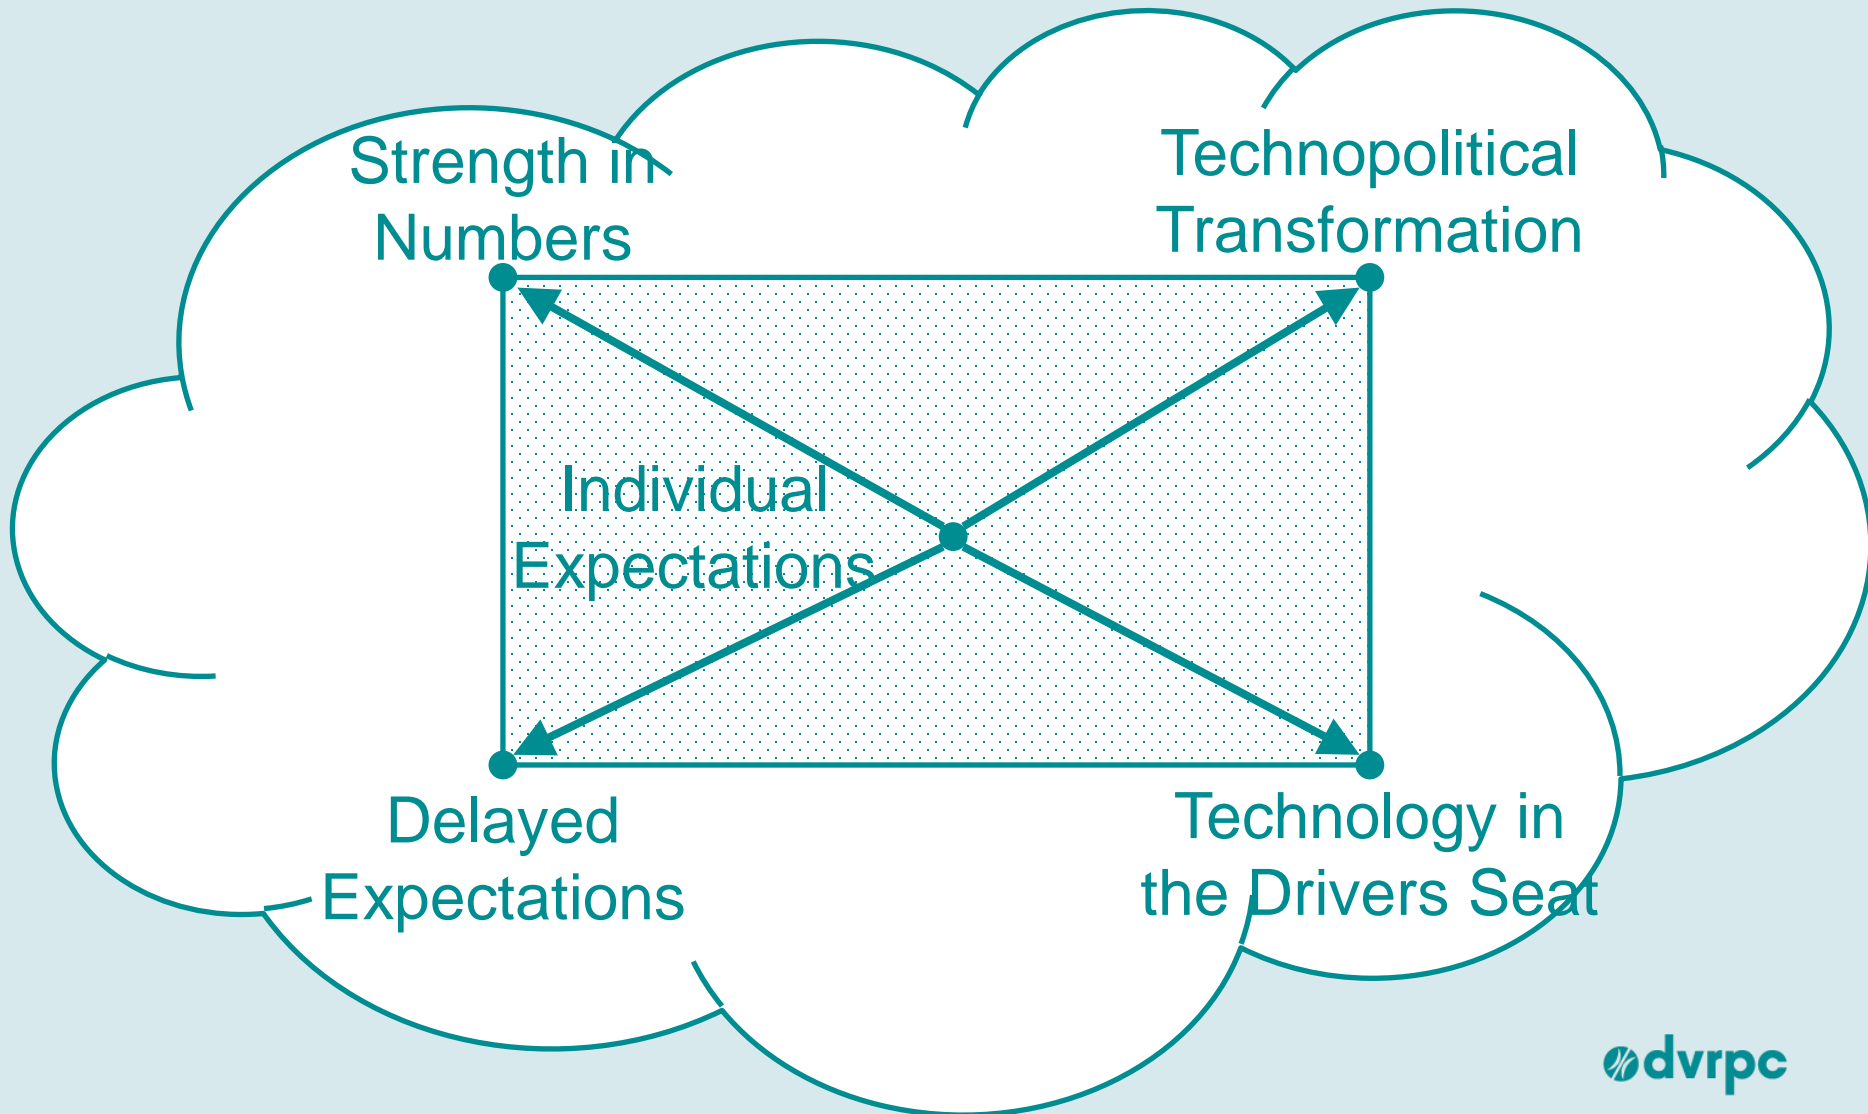 Strength in
Numbers
Technopolitical
Transformation
Individual
Expectations
Delayed
Expectations
Technology in
the Drivers Seat
dvrpc